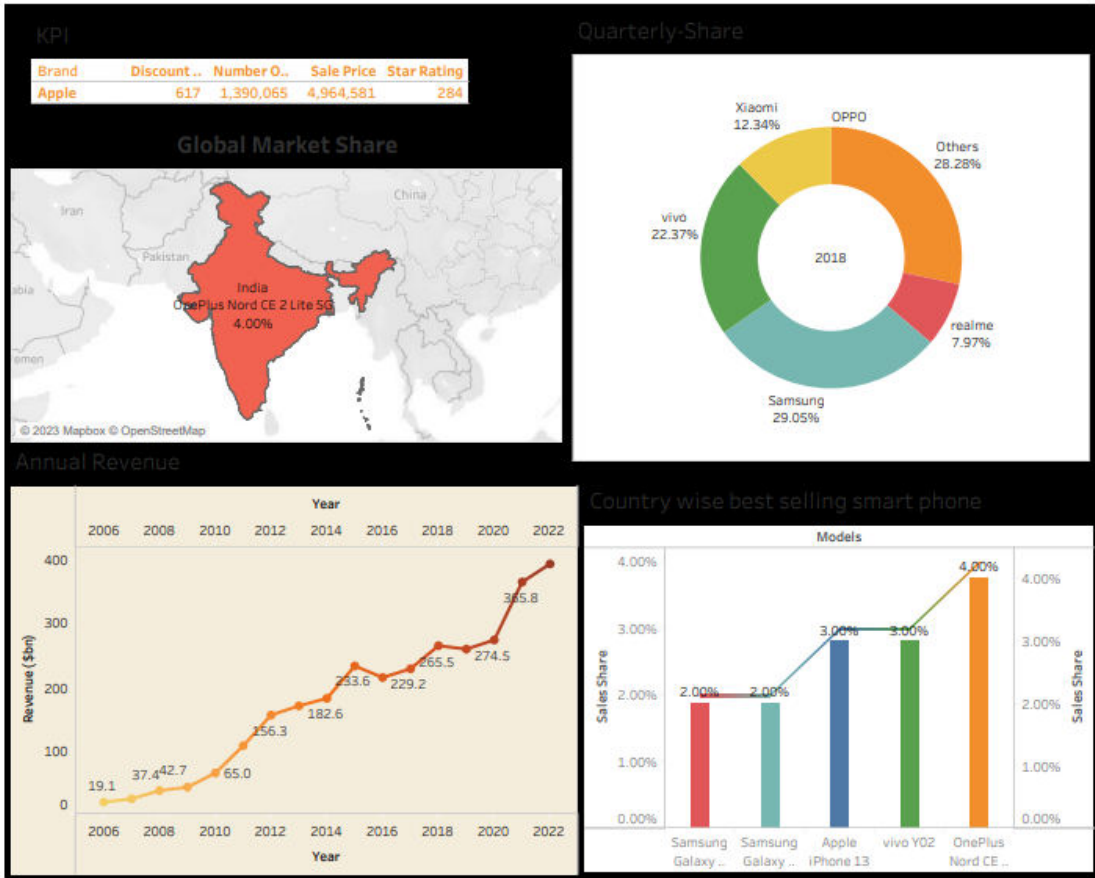 KPI
Brand Discount .. Number O.. Sale Price Star Rating
Apple 617 1,390,065 4,964,581 284
Global Market Share
Iran
China
Pakistan
abia
emen
India
OnePlus Nord CE 2 Lite 5G
4.00%
© 2023 Mapbox © OpenStreetMap
Quarterly-Share
Xiaomi
12.34%
OPPO
Others
28.28%
vivo
22.37%
2018
realme
7.97%
Samsung
29.05%
Annual Revenue
Year
2006 2008 2010 2012 2014 2016 2018 2020 2022
Revenue ($bn)
400
300
200
100
0
19.1
37.4
42.7
65.0
156.3
182.6
233.6
229.2
265.5
274.5
365.8
2006 2008 2010 2012 2014 2016 2018 2020 2022
Year
Country wise best selling smart phone
Models
Sales Share
4.00%
3.00%
2.00%
1.00%
0.00%
2.00%
2.00%
3.00%
3.00%
4.00%
4.00%
3.00%
2.00%
1.00%
0.00%
Sales Share
Samsung
Galaxy ..
Samsung
Galaxy ..
Apple
iPhone 13
vivo Y02
OnePlus
Nord CE ..